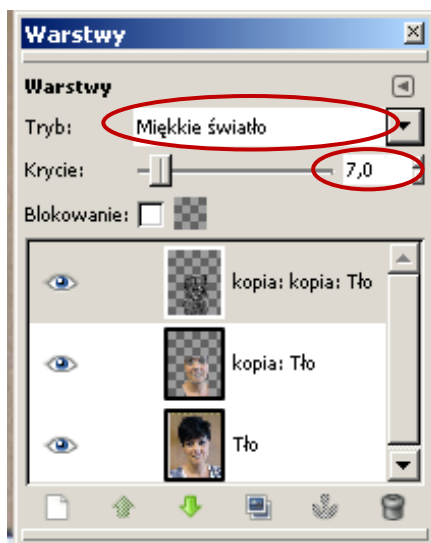 Warstwy
Warstwy
Tryb: Miękkie światło
Krycie: 7,0
Blokowanie:
kopia: kopia: Tło
kopia: Tło
Tło